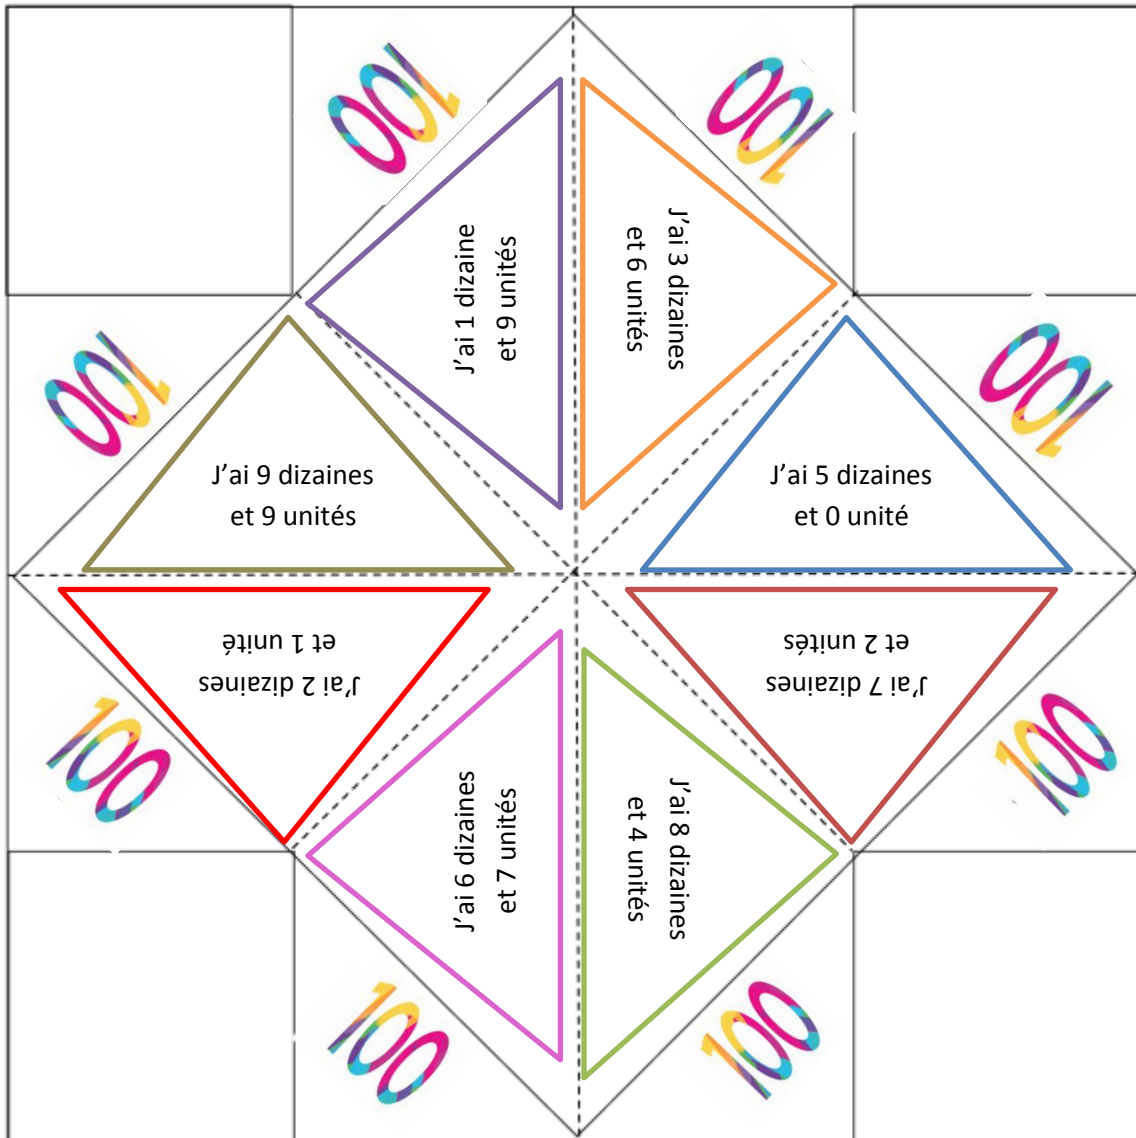 100
100
J'ai 1 dizaine
et 9 unités
J'ai 3 dizaines
et 6 unités
100
100
J'ai 9 dizaines
et 9 unités
J'ai 5 dizaines
et 0 unité
J'ai 2 dizaines
et 1 unité
J'ai 7 dizaines
et 2 unités
100
100
J'ai 6 dizaines
et 7 unités
J'ai 8 dizaines
et 4 unités
100
100